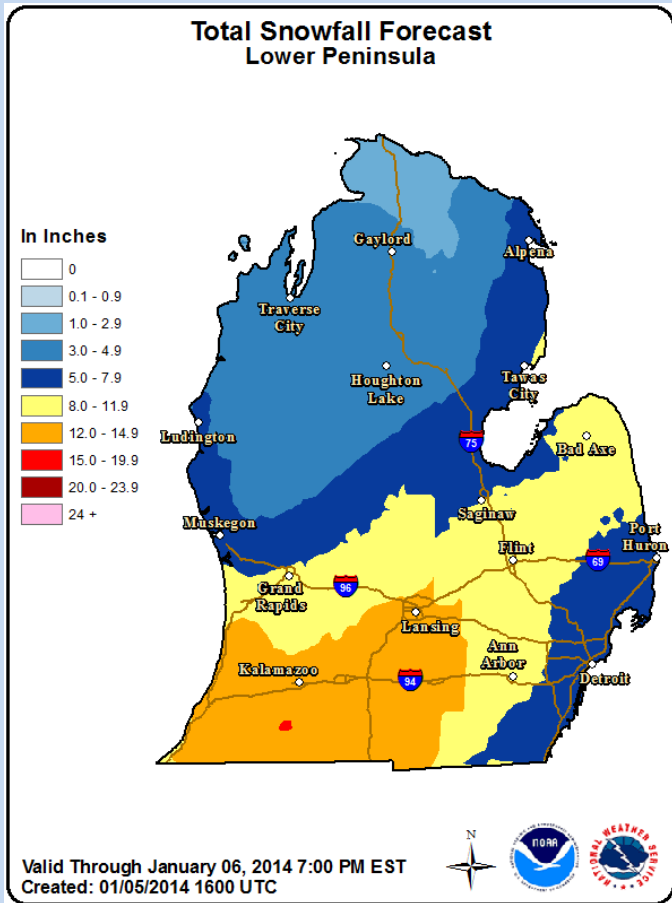 Total Snowfall Forecast
Lower Peninsula
In Inches
0
0.1 - 0.9
1.0 - 2.9
3.0 - 4.9
5.0 - 7.9
8.0 - 11.9
12.0 - 14.9
15.0 - 19.9
20.0 - 23.9
24 +
Gaylord
Alpena
Traverse
City
Houghton
Lake
Tawas
City
Ludington
75
Bad Axe
Saginaw
Muskegon
Port
Huron
Flint
69
Grand
Rapids
96
Lansing
Ann
Arbor
Kalamazoo
94
Detroit
N
NOAA
NATIONAL WEATHER
SERVICE
Valid Through January 06, 2014 7:00 PM EST
Created: 01/05/2014 1600 UTC